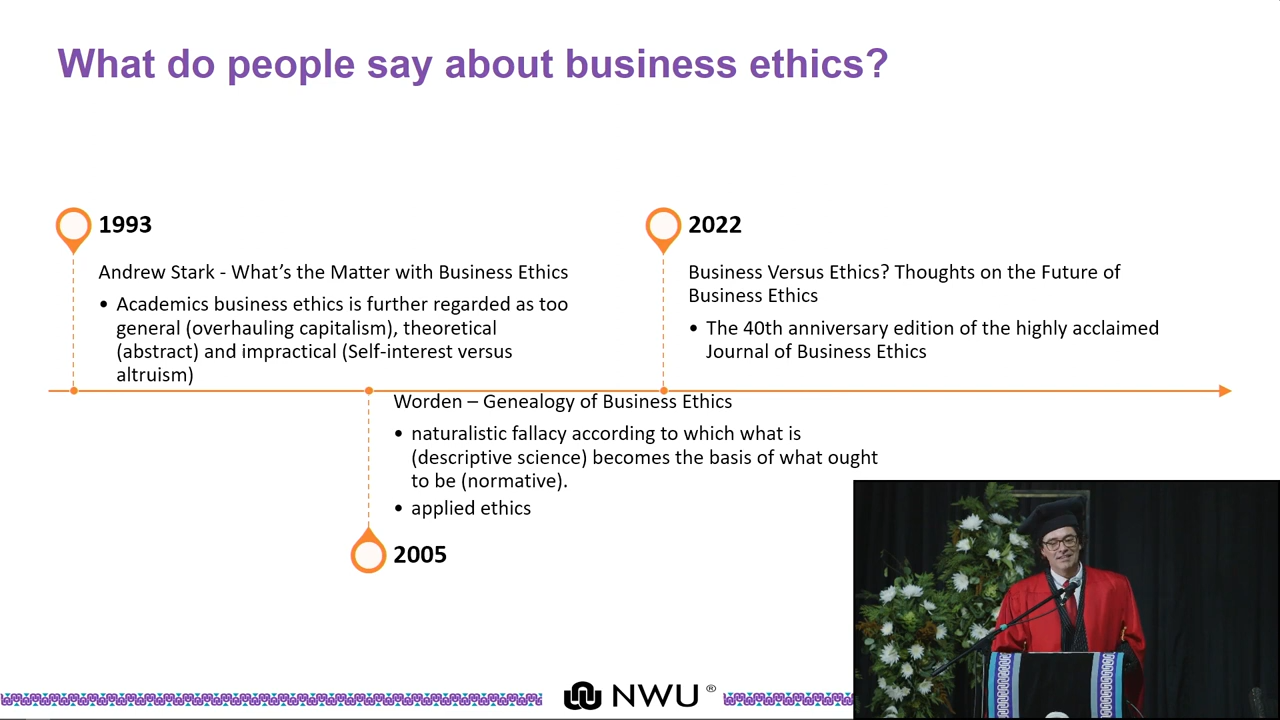 What do people say about business ethics?
1993
Andrew Stark - What’s the Matter with Business Ethics
• Academics business ethics is further regarded as too
general (overhauling capitalism), theoretical
(abstract) and impractical (Self-interest versus
altruism)
2022
Business Versus Ethics? Thoughts on the Future of
Business Ethics
• The 40th anniversary edition of the highly acclaimed
Journal of Business Ethics
Worden – Genealogy of Business Ethics
• naturalistic fallacy according to which what is
(descriptive science) becomes the basis of what ought
to be (normative).
• applied ethics
2005
NWU ®